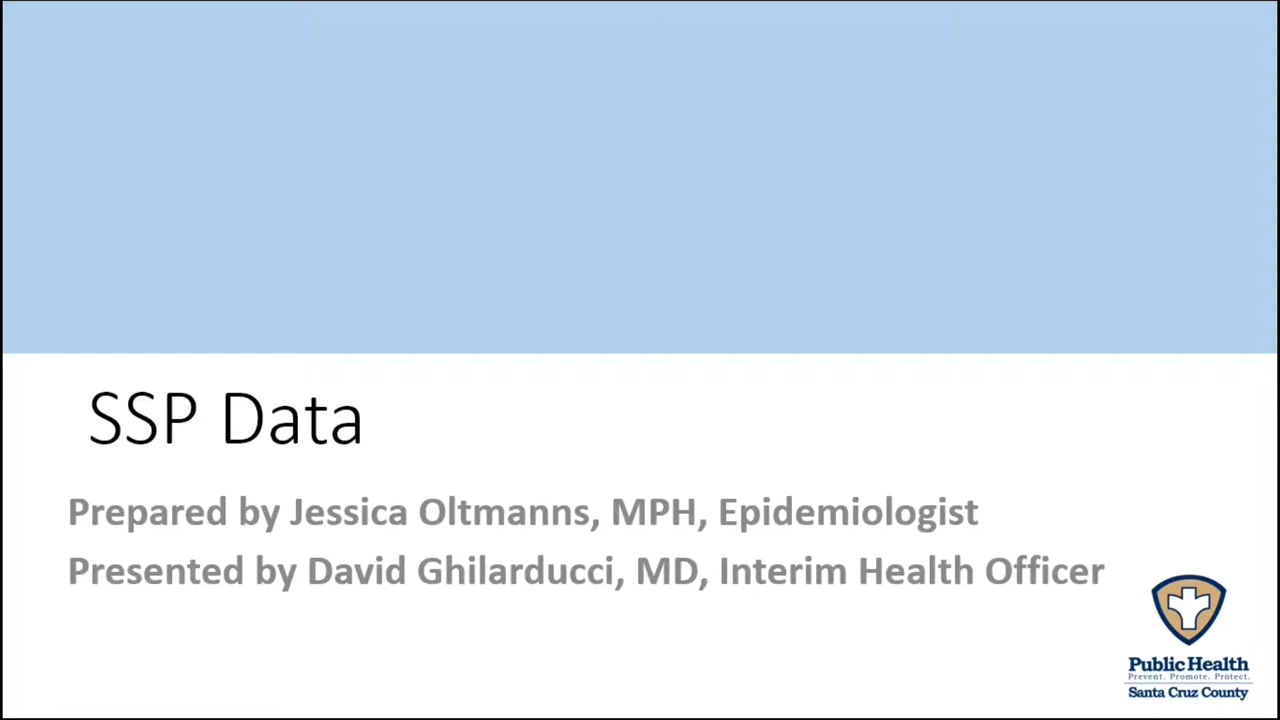 SSP Data
Prepared by Jessica Oltmanns, MPH, Epidemiologist
Presented by David Ghilarducci, MD, Interim Health Officer
Public Health
Prevent. Promote. Protect.
Santa Cruz County